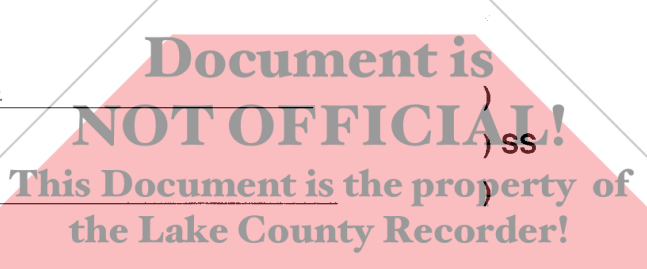 Document is
)
NOT OFFICIAL!
) SS
This Document is the property of
)
the Lake County Recorder!